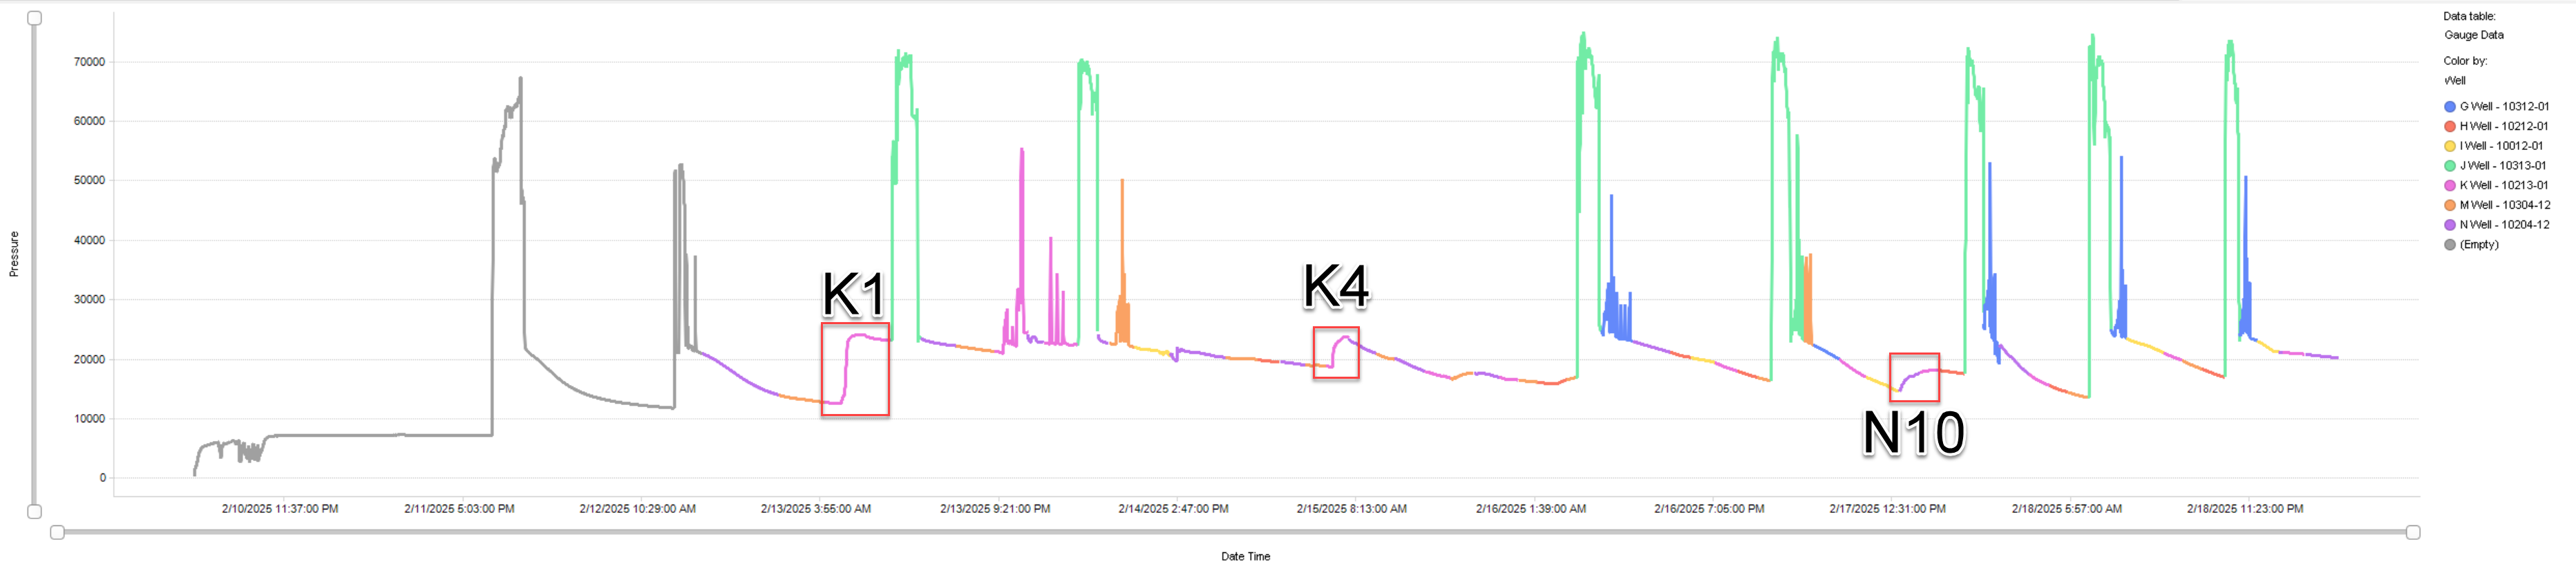 Data table:
Gauge Data
Color by:
Well
G Well - 10312-01
H Well - 10212-01
I Well - 10012-01
J Well - 10313-01
K Well - 10213-01
M Well - 10304-12
N Well - 10204-12
(Empty)
Pressure
70000
60000
50000
40000
30000
20000
10000
0
K1
K4
N10
2/10/2025 11:37:00 PM
2/11/2025 5:03:00 PM
2/12/2025 10:29:00 AM
2/13/2025 3:55:00 AM
2/13/2025 9:21:00 PM
2/14/2025 2:47:00 PM
2/15/2025 8:13:00 AM
2/16/2025 1:39:00 AM
2/16/2025 7:05:00 PM
2/17/2025 12:31:00 PM
2/18/2025 5:57:00 AM
2/18/2025 11:23:00 PM
Date Time